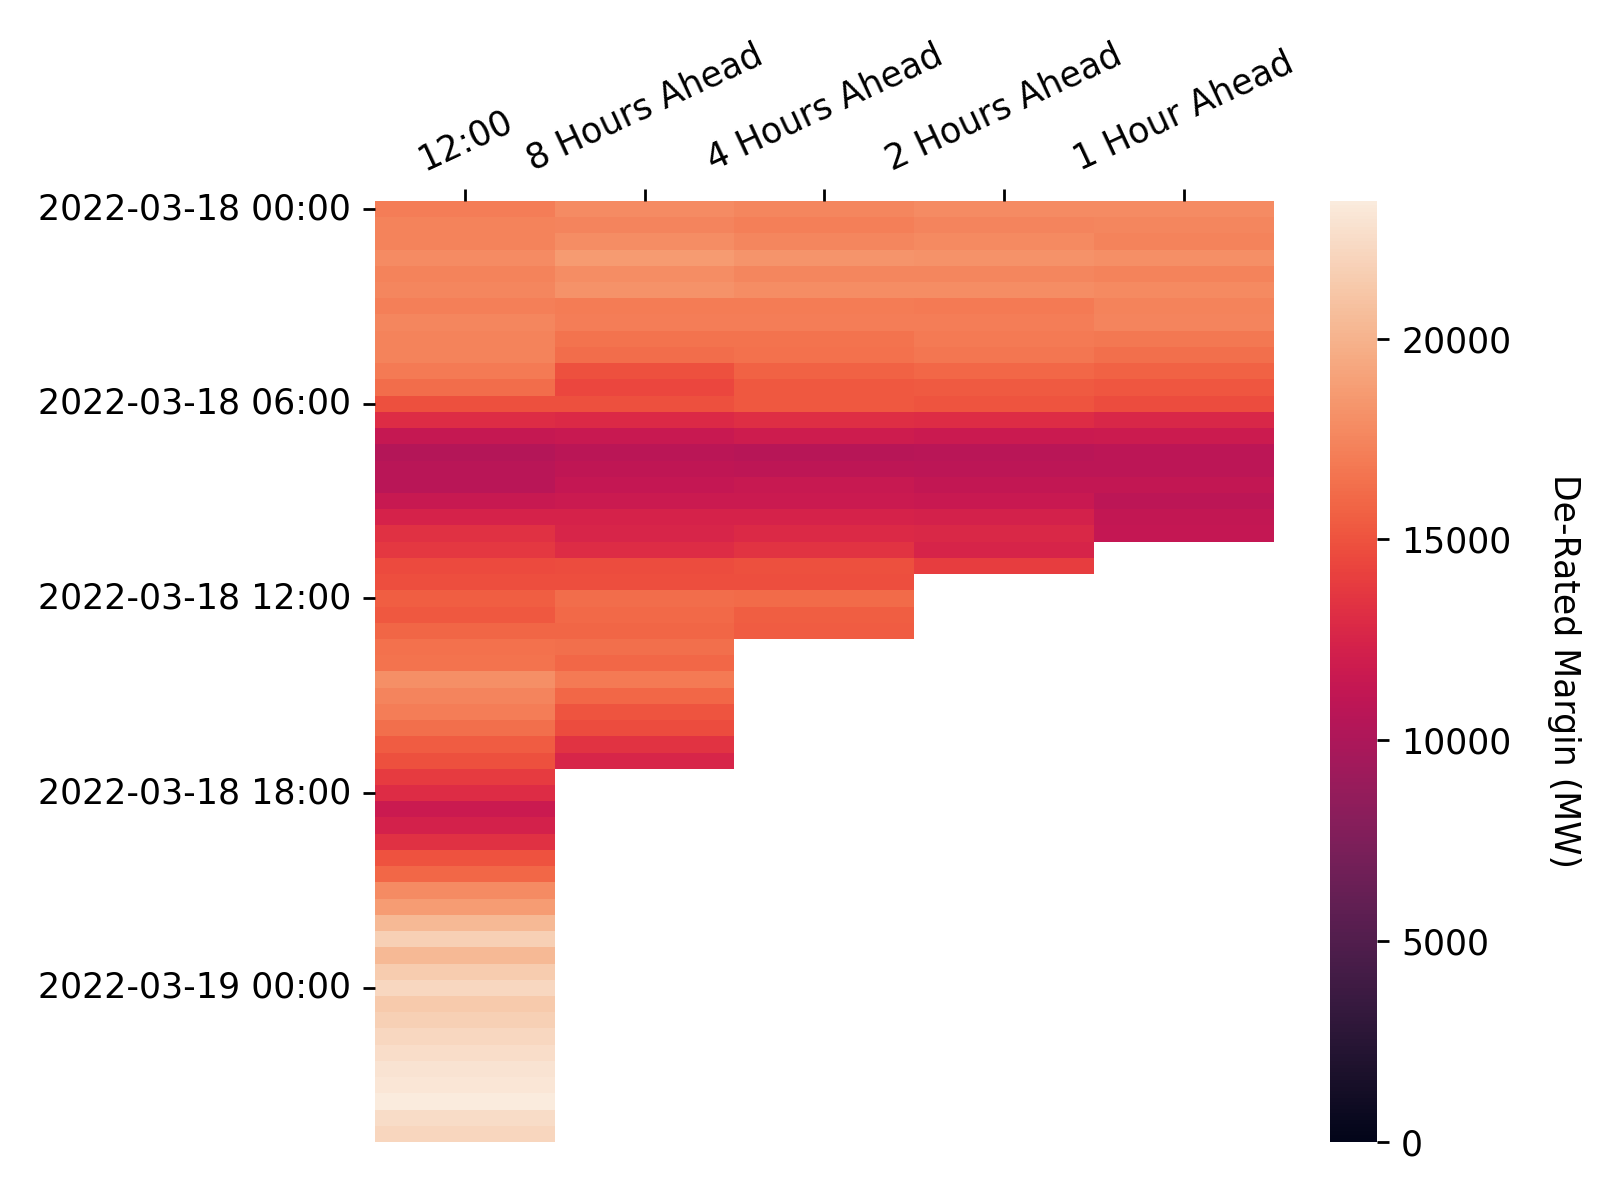 12:00
8 Hours Ahead
4 Hours Ahead
2 Hours Ahead
1 Hour Ahead
2022-03-18 00:00
2022-03-18 06:00
2022-03-18 12:00
2022-03-18 18:00
2022-03-19 00:00
20000
15000
10000
5000
0
De-Rated Margin (MW)